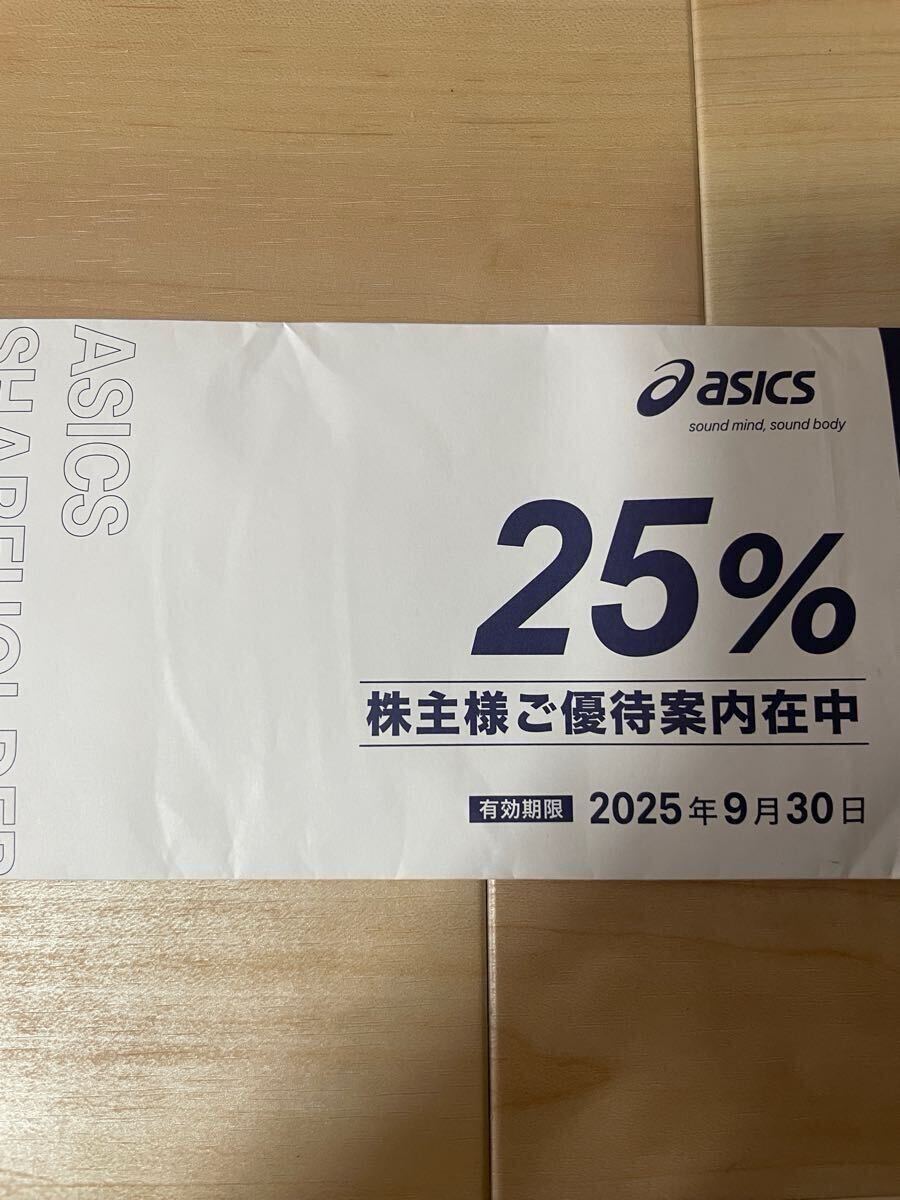 ASICS
SHAREHOLDER
asics
sound mind, sound body
25%
株主様ご優待案内在中
有効期限 2025年9月30日